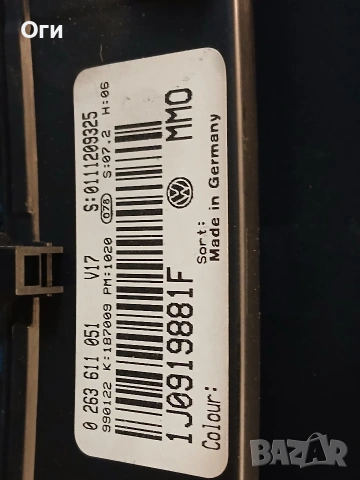 Оги
0 263 611 051 V17 S:0111209325
990122 K:187009 PM:1020 078 S:07.2 H:06
1J0919881F MMO
Colour: Sort:
Made in Germany
BAZAR